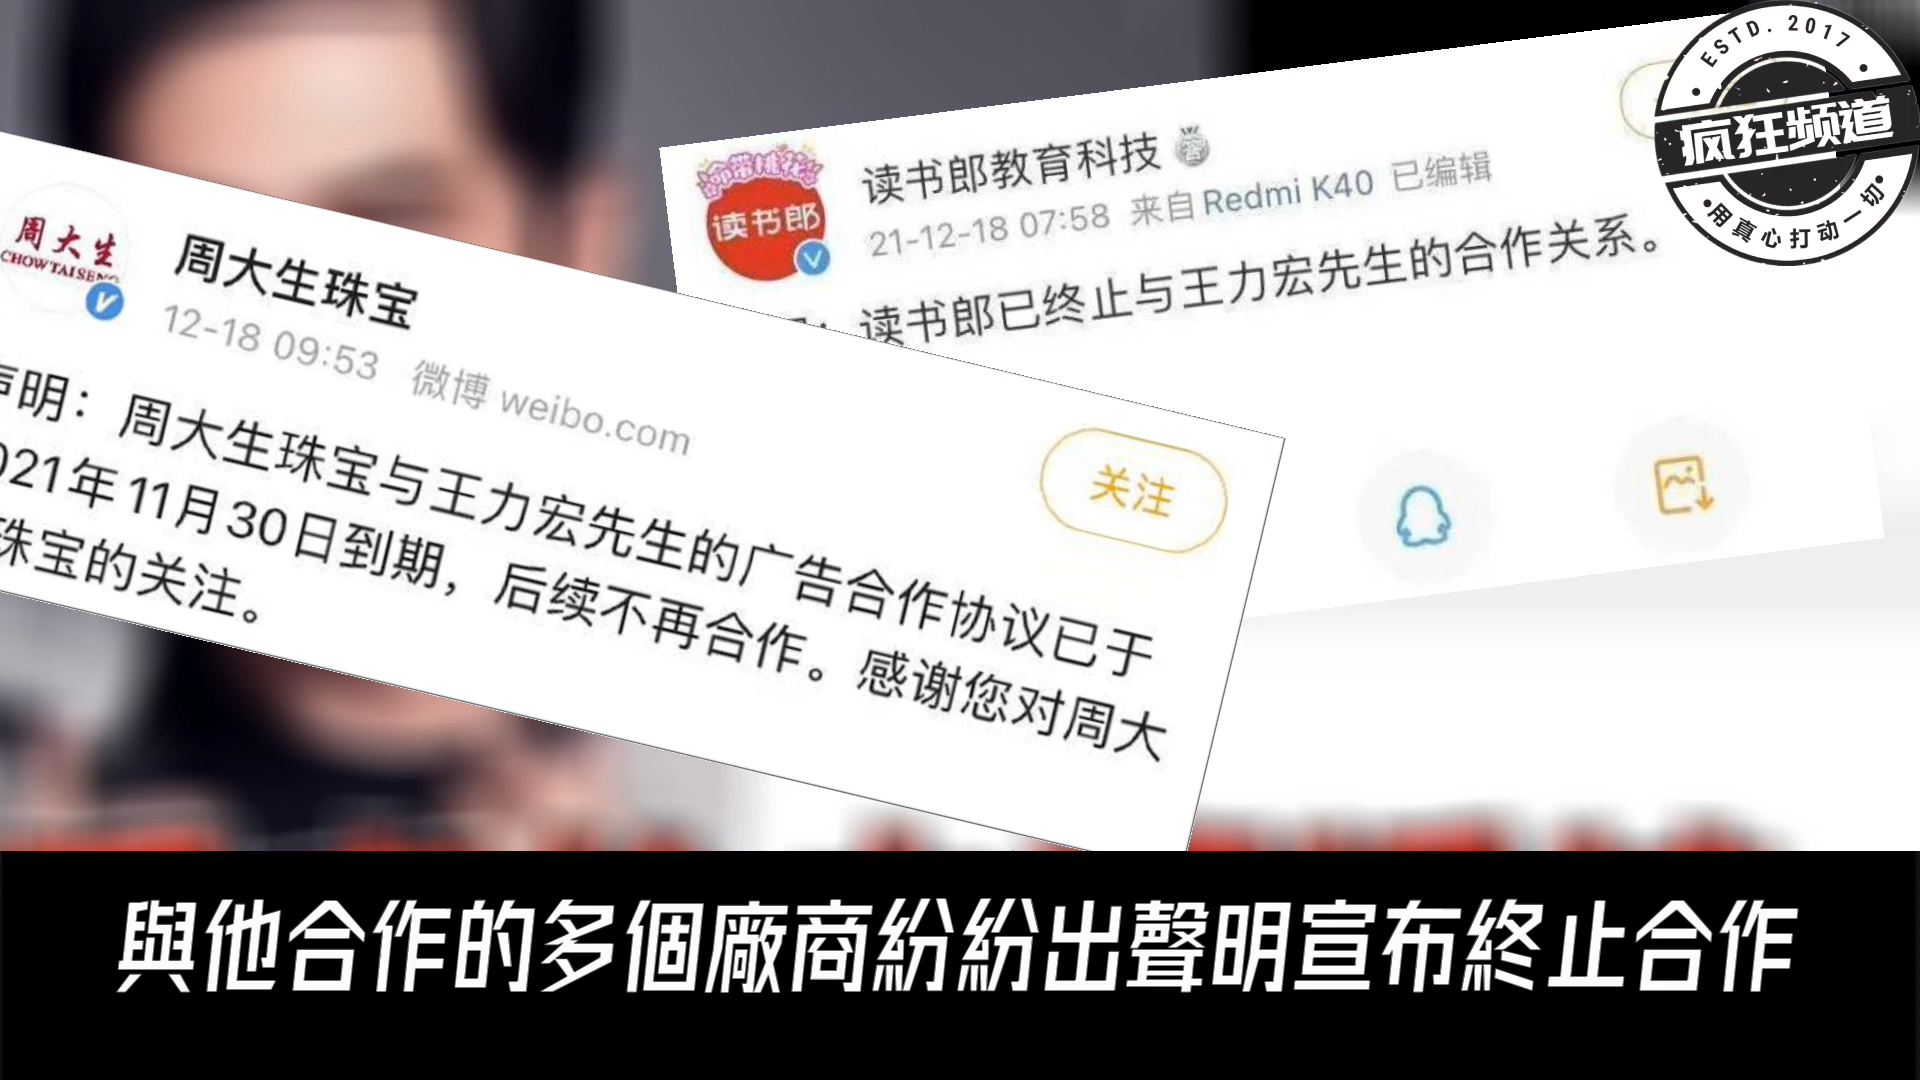 ESTD. 2017
疯狂频道
用真心打动一切
命带桃花
读书郎
读书郎教育科技
21-12-18 07:58 来自 Redmi K40 已编辑
读书郎已终止与王力宏先生的合作关系。
周大生
CHOW TAI SENG
周大生珠宝
12-18 09:53 微博 weibo.com
关注
声明：周大生珠宝与王力宏先生的广告合作协议已于
021年11月30日到期，后续不再合作。感谢您对周大
珠宝的关注。
與他合作的多個廠商紛紛出聲明宣布終止合作